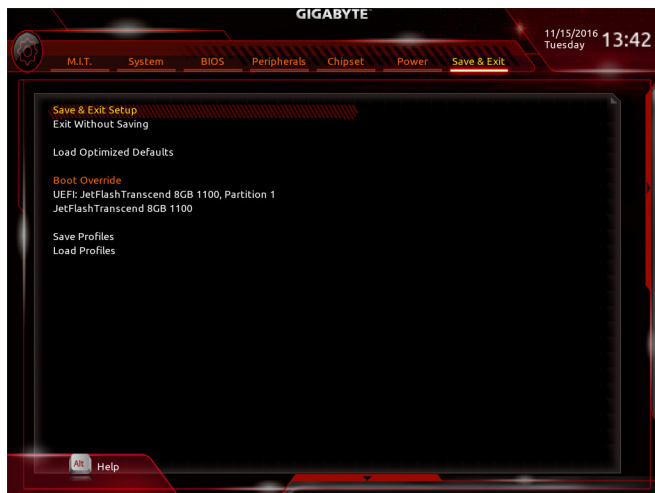 GIGABYTE™
11/15/2016
Tuesday
13:42
M.I.T. System BIOS Peripherals Chipset Power Save & Exit
Save & Exit Setup
Exit Without Saving
Load Optimized Defaults
Boot Override
UEFI: JetFlashTranscend 8GB 1100, Partition 1
JetFlashTranscend 8GB 1100
Save Profiles
Load Profiles
Alt Help